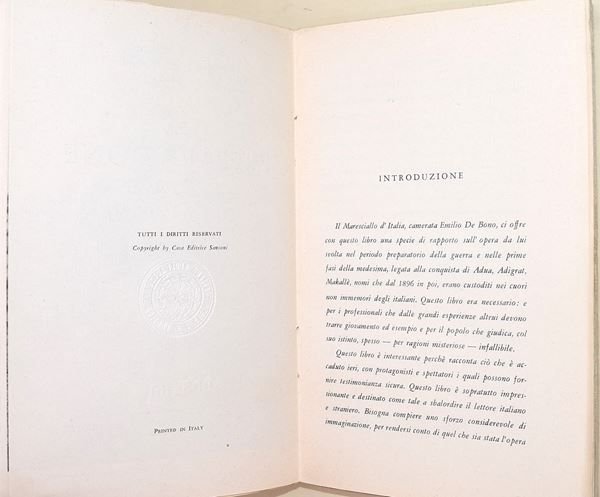 TUTTI I DIRITTI RISERVATI
Copyright by Casa Editrice Sansoni
PRINTED IN ITALY
INTRODUZIONE
Il Maresciallo d' Italia, camerata Emilio De Bono, ci offre
con questo libro una specie di rapporto sull' opera da lui
svolta nel periodo preparatorio della guerra e nelle prime
fasi della medesima, legata alla conquista di Adua, Adigrat,
Makallè, nomi che dal 1896 in poi, erano custoditi nei cuori
non immemori degli italiani. Questo libro era necessario: e
per i professionali che dalle grandi esperienze altrui devono
trarre giovamento ed esempio e per il popolo che giudica, col
suo istinto, spesso — per ragioni misteriose — infallibile.
Questo libro è interessante perchè racconta ciò che è ac-
caduto ieri, con protagonisti e spettatori i quali possono for-
nire testimonianza sicura. Questo libro è sopratutto impres-
sionante e destinato come tale a sbalordire il lettore italiano
e straniero. Bisogna compiere uno sforzo considerevole di
immaginazione, per rendersi conto di quel che sia stata l'opera